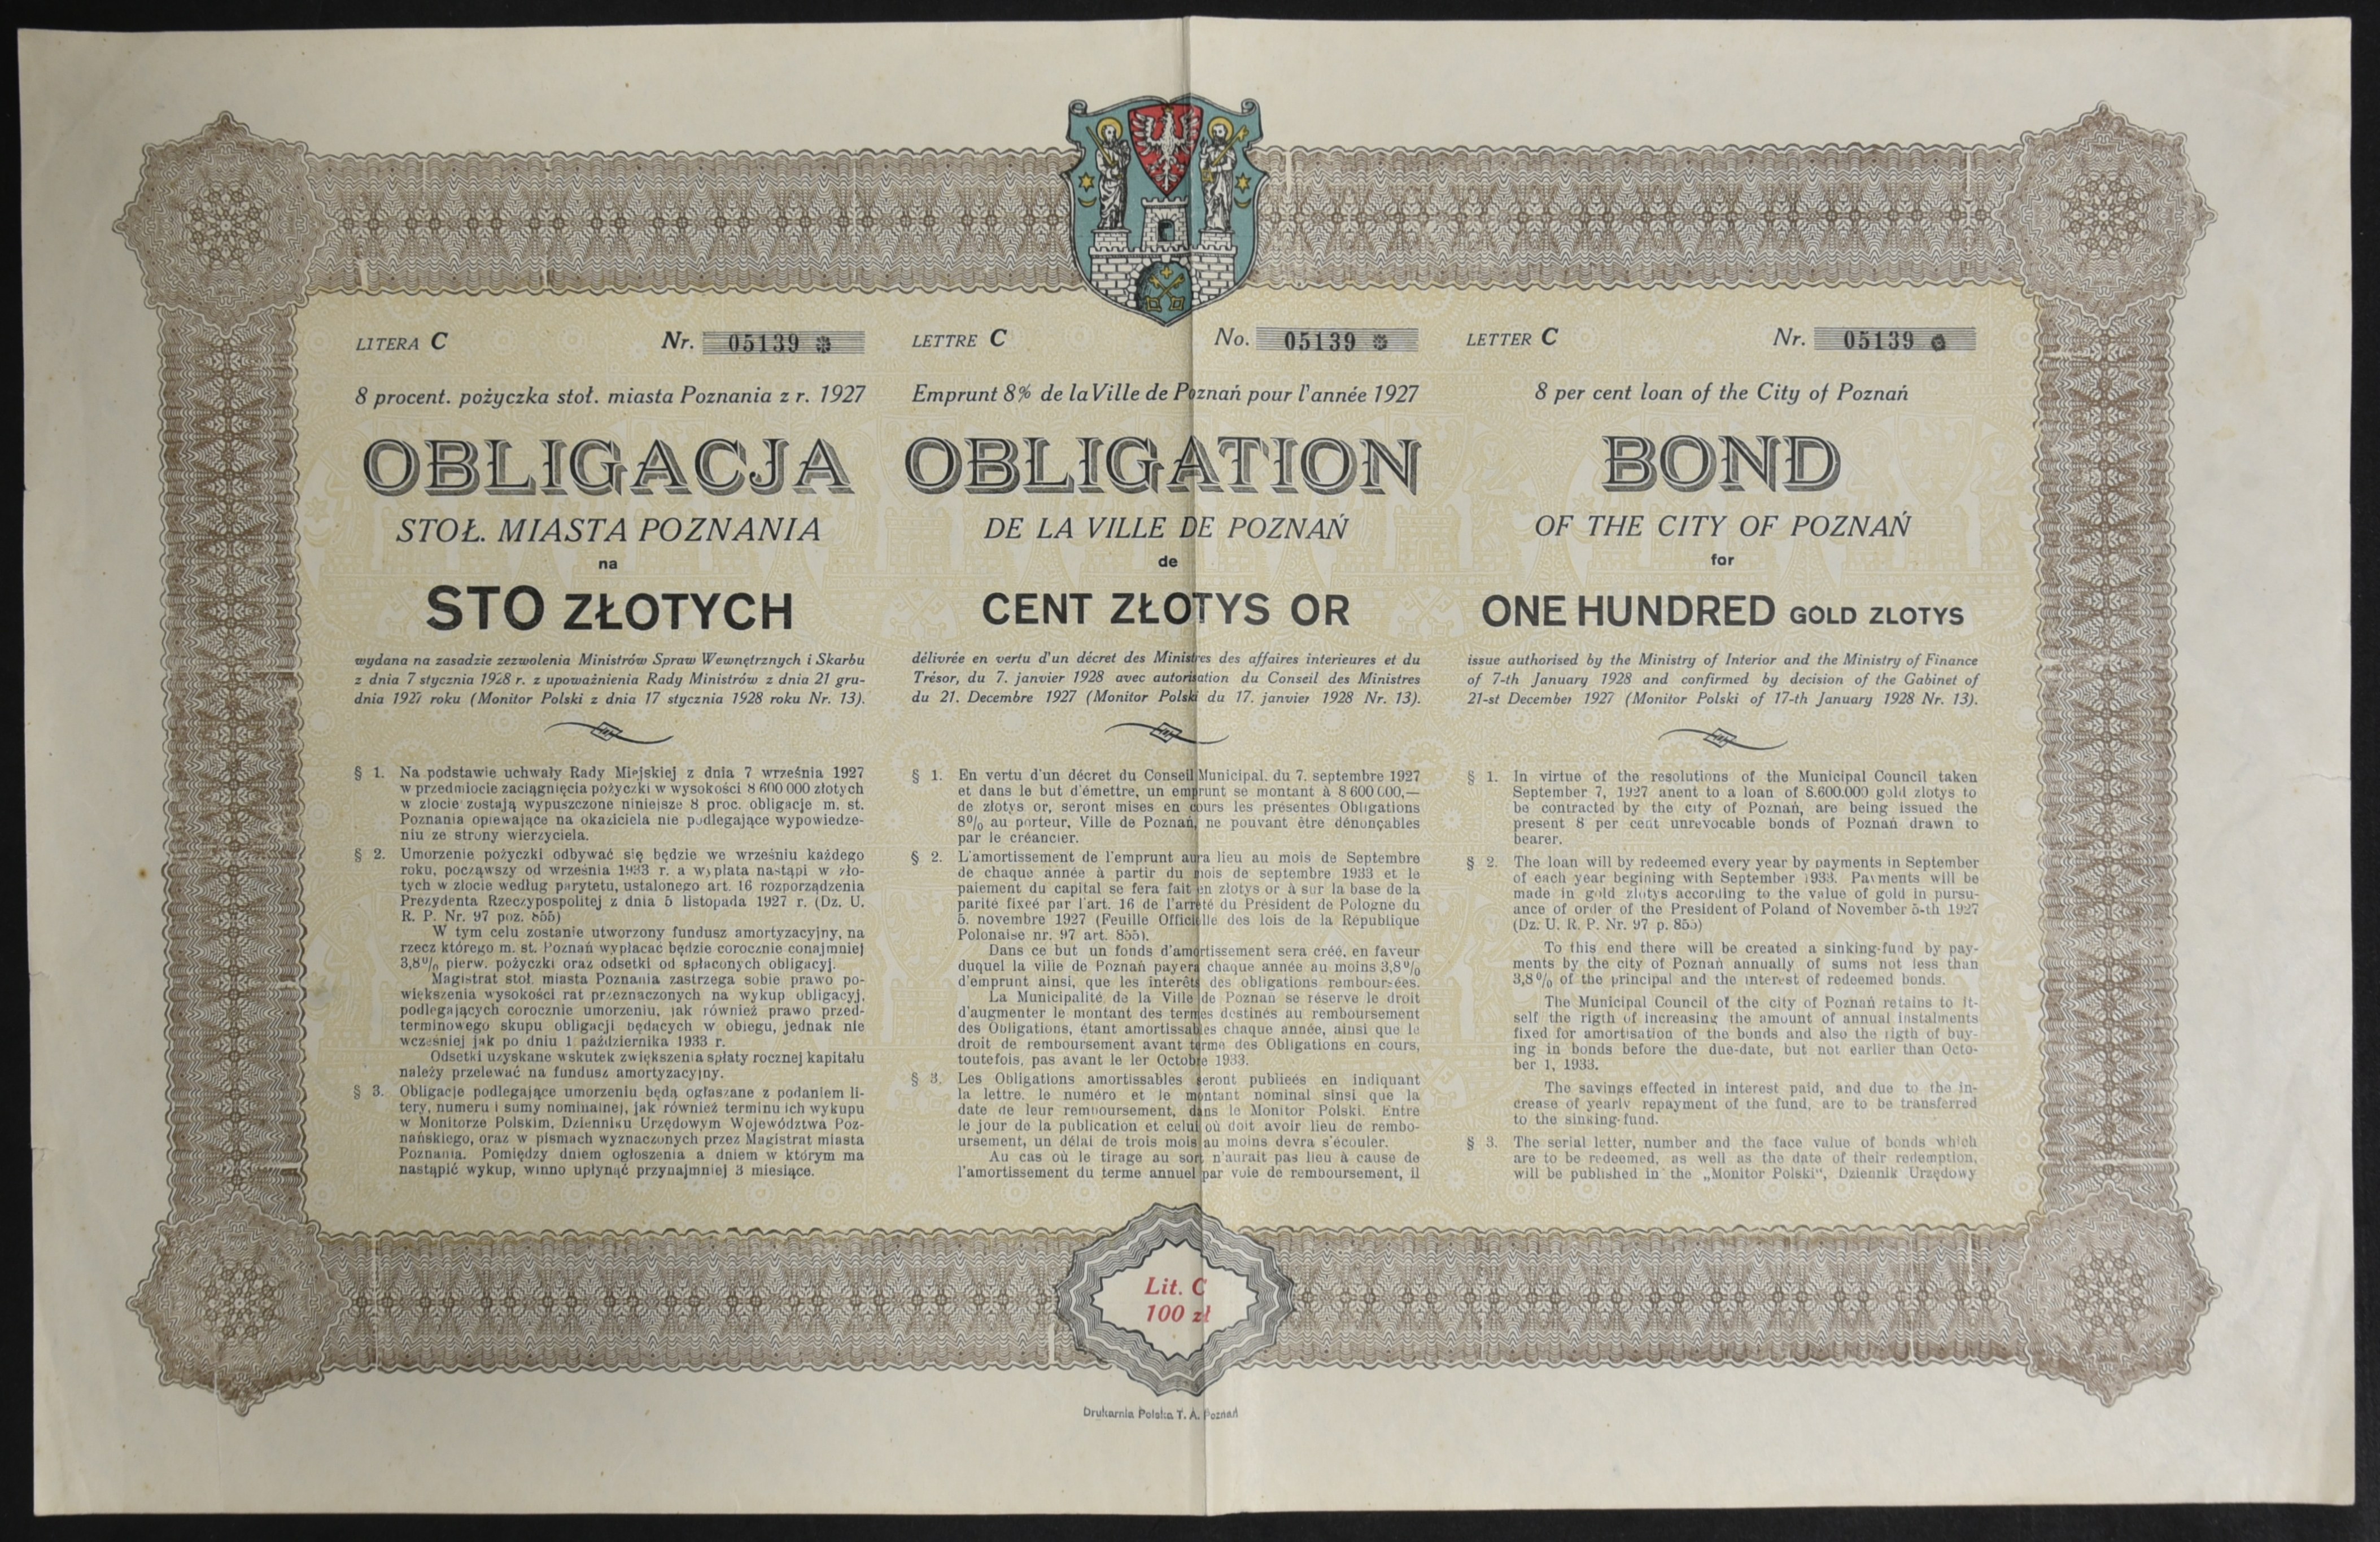 LITERA C Nr. 05139
8 procent. pożyczka stoł. miasta Poznania z r. 1927
OBLIGACJA
STOŁ. MIASTA POZNANIA
na
STO ZŁOTYCH
wydana na zasadzie zezwolenia Ministrów Spraw Wewnętrznych i Skarbu
z dnia 7 stycznia 1928 r. z upoważnienia Rady Ministrów z dnia 21 gru-
dnia 1927 roku (Monitor Polski z dnia 17 stycznia 1928 roku Nr. 13).
§ 1. Na podstawie uchwały Rady Miejskiej z dnia 7 września 1927
w przedmiocie zaciągnięcia pożyczki w wysokości 8 600 000 złotych
w złocie zostają wypuszczone niniejsze 8 proc. obligacje m. st.
Poznania opiewające na okaziciela nie podlegające wypowiedze-
niu ze strony wierzyciela.
§ 2. Umorzenie pożyczki odbywać się będzie we wrześniu każdego
roku, począwszy od września 1933 r. a wypłata nastąpi w zło-
tych w złocie według parytetu, ustalonego art. 16 rozporządzenia
Prezydenta Rzeczypospolitej z dnia 5 listopada 1927 r. (Dz. U.
R. P. Nr. 97 poz. 855)
W tym celu zostanie utworzony fundusz amortyzacyjny, na
rzecz którego m. st. Poznań wypłacać będzie corocznie conajmniej
3,8% pierw. pożyczki oraz odsetki od spłaconych obligacyj.
Magistrat stoł. miasta Poznania zastrzega sobie prawo po-
większenia wysokości rat przeznaczonych na wykup obligacyj,
podlegających corocznie umorzeniu, jak również prawo przed-
terminowego skupu obligacji będących w obiegu, jednak nie
wcześniej jak po dniu 1 października 1933 r.
Odsetki uzyskane wskutek zwiększenia spłaty rocznej kapitału
należy przelewać na fundusz amortyzacyjny.
§ 3. Obligacje podlegające umorzeniu będą ogłaszane z podaniem li-
tery, numeru i sumy nominalnej, jak również terminu ich wykupu
w Monitorze Polskim, Dzienniku Urzędowym Województwa Poz-
nańskiego, oraz w pismach wyznaczonych przez Magistrat miasta
Poznania. Pomiędzy dniem ogłoszenia a dniem w którym ma
nastąpić wykup, winno upłynąć przynajmniej 3 miesiące.
LETTRE C No. 05139
Emprunt 8% de la Ville de Poznań pour l'année 1927
OBLIGATION
DE LA VILLE DE POZNAŃ
de
CENT ZŁOTYS OR
délivrée en vertu d'un décret des Ministres des affaires interieures et du
Trésor, du 7. janvier 1928 avec autorisation du Conseil des Ministres
du 21. Decembre 1927 (Monitor Polski du 17. janvier 1928 Nr. 13).
§ 1. En vertu d'un décret du Conseil Municipal. du 7. septembre 1927
et dans le but d'émettre, un emprunt se montant à 8 600 000,—
de złotys or, seront mises en cours les présentes Obligations
8% au porteur, Ville de Poznań, ne pouvant être dénonçables
par le créancier.
§ 2. L'amortissement de l'emprunt aura lieu au mois de Septembre
de chaque année à partir du mois de septembre 1933 et le
paiement du capital se fera fait en zlotys or à sur la base de la
parité fixeé par l'art. 16 de l'arrêté du Président de Pologne du
5. novembre 1927 (Feuille Officielle des lois de la République
Polonaise nr. 97 art. 855).
Dans ce but un fonds d'amortissement sera créé, en faveur
duquel la ville de Poznań payera chaque année au moins 3,8%
d'emprunt ainsi, que les interêts des obligations remboursées.
La Municipalité de la Ville de Poznań se réserve le droit
d'augmenter le montant des termes destinés au remboursement
des Obligations, étant amortissables chaque année, ainsi que le
droit de remboursement avant terme des Obligations en cours,
toutefois, pas avant le 1er Octobre 1933.
§ 3. Les Obligations amortissables seront publieés en indiquant
la lettre. le numéro et le montant nominal sinsi que la
date de leur remboursement, dans le Monitor Polski. Entre
le jour de la publication et celui où doit avoir lieu de rembo-
ursement, un délai de trois mois au moins devra s'écouler.
Au cas où le tirage au sort n'aurait pas lieu à cause de
l'amortissement du terme annuel par voie de remboursement, il
LETTER C Nr. 05139
8 per cent loan of the City of Poznań
BOND
OF THE CITY OF POZNAŃ
for
ONE HUNDRED GOLD ZLOTYS
issue authorised by the Ministry of Interior and the Ministry of Finance
of 7-th January 1928 and confirmed by decision of the Gabinet of
21-st December 1927 (Monitor Polski of 17-th January 1928 Nr. 13).
§ 1. In virtue of the resolutions of the Municipal Council taken
September 7, 1927 anent to a loan of 8.600.000 gold zlotys to
be contracted by the city of Poznań, are being issued the
present 8 per cent unrevocable bonds of Poznań drawn to
bearer.
§ 2. The loan will by redeemed every year by payments in September
of each year begining with September 1933. Payments will be
made in gold zlotys according to the value of gold in pursu-
ance of order of the President of Poland of November 5-th 1927
(Dz. U. R. P. Nr. 97 p. 855)
To this end there will be created a sinking-fund by pay-
ments by the city of Poznań annually of sums not less than
3,8% of the principal and the interest of redeemed bonds.
The Municipal Council of the city of Poznań retains to it-
self the rigth of increasing the amount of annual instalments
fixed for amortisation of the bonds and also the rigth of buy-
ing in bonds before the due-date, but not earlier than Octo-
ber 1, 1933.
The savings effected in interest paid, and due to the in-
crease of yearly repayment of the fund, are to be transferred
to the sinking-fund.
§ 3. The serial letter, number and the face value of bonds which
are to be redeemed, as well as the date of their redemption,
will be published in the „Monitor Polski", Dziennik Urzędowy
Lit. C
100 zł
Drukarnia Polska T. A. Poznań